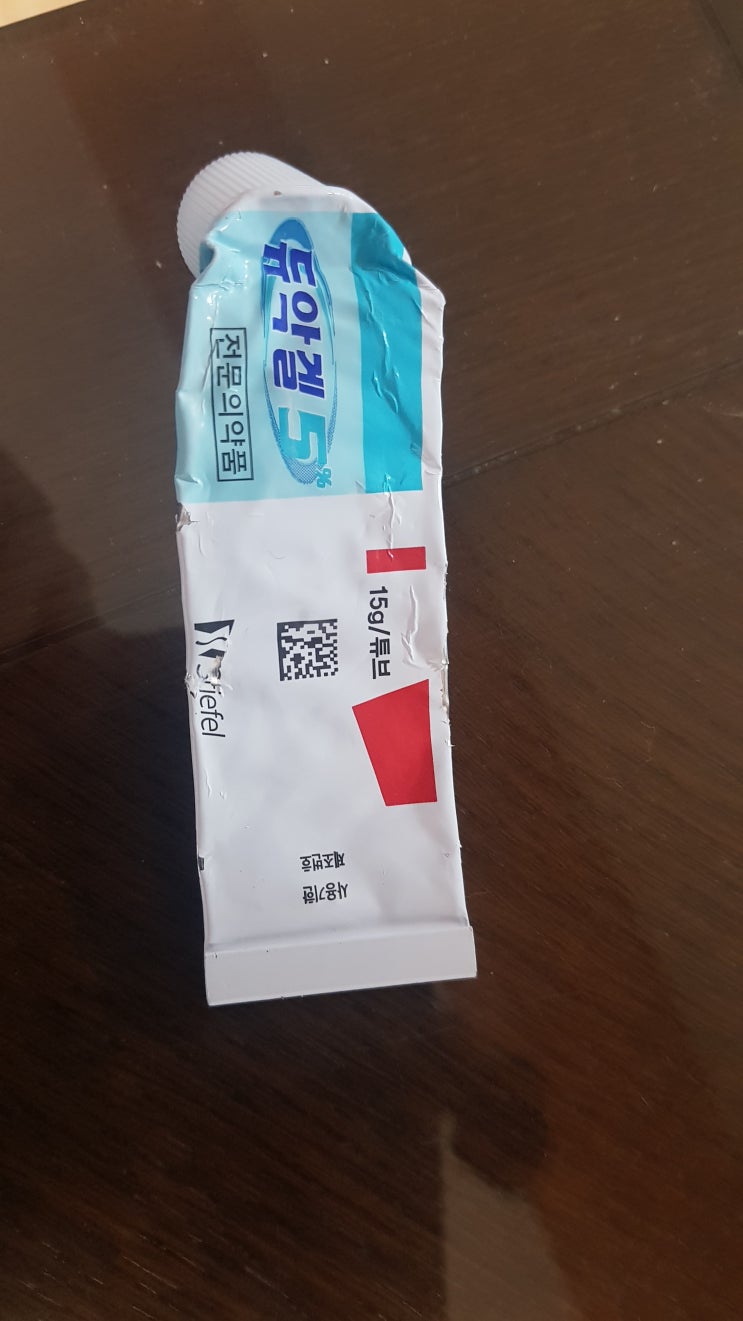 듀악겔 5%
전문의약품
15g/튜브
Stiefel
제조번호
사용기한